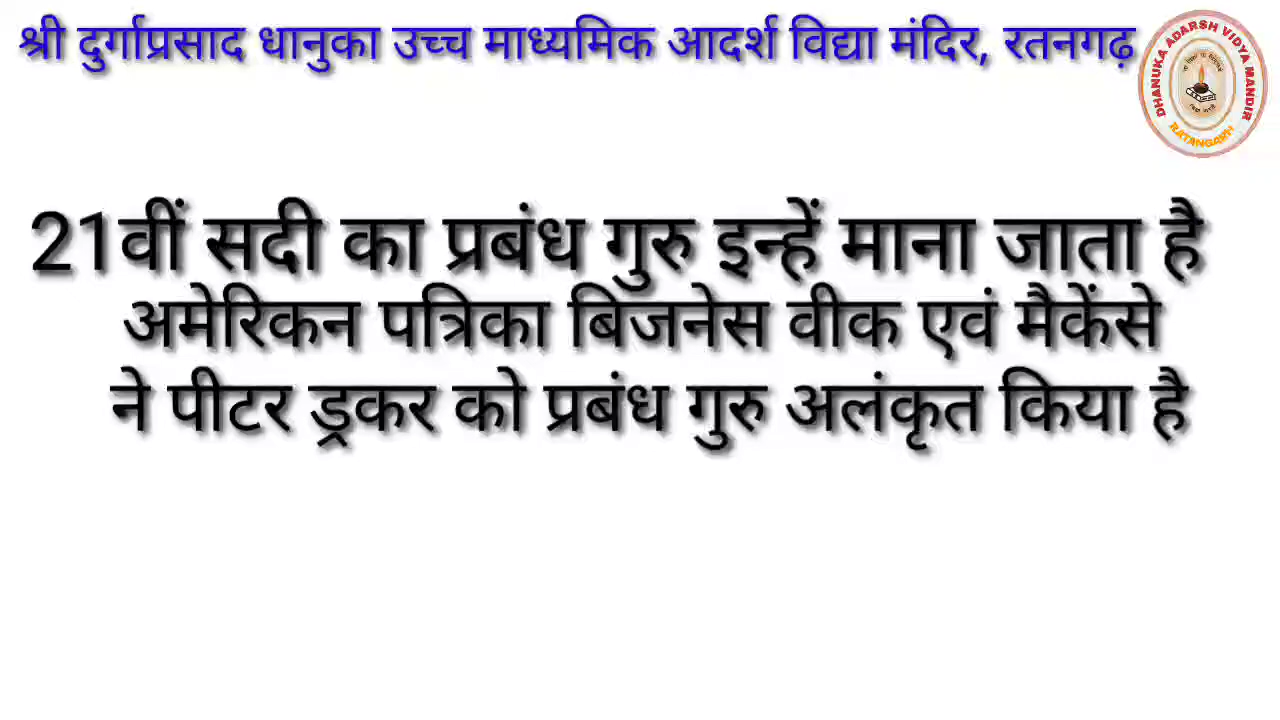 श्री दुर्गाप्रसाद धानुका उच्च माध्यमिक आदर्श विद्या मंदिर, रतनगढ़
DHANUKA ADARSH VIDYA MANDIR
RATANGARH
21वीं सदी का प्रबंध गुरु इन्हें माना जाता है
अमेरिकन पत्रिका बिजनेस वीक एवं मैकेंसे
ने पीटर ड्रकर को प्रबंध गुरु अलंकृत किया है